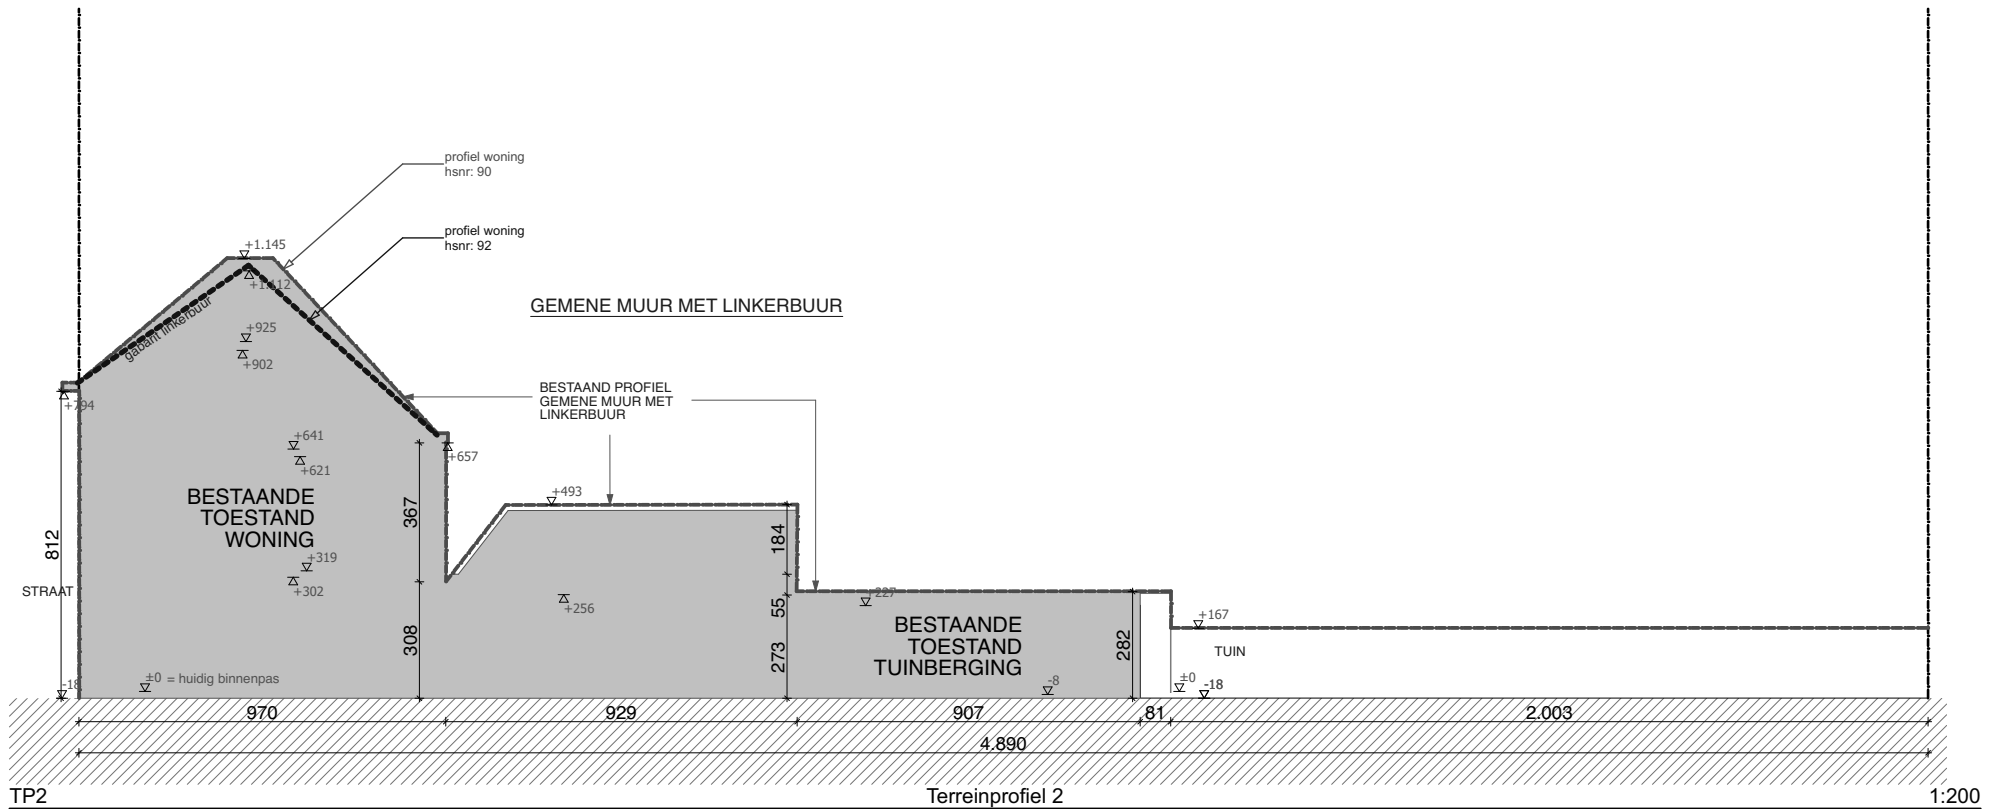 profiel woning
hsnr: 90
profiel woning
hsnr: 92
+1.145
+1.112
gabarit linkerbuur
GEMENE MUUR MET LINKERBUUR
+925
+902
BESTAAND PROFIEL
GEMENE MUUR MET
LINKERBUUR
+794
+641
+621
+657
BESTAANDE
TOESTAND
WONING
367
+493
184
812
+319
+302
STRAAT
+256
55
+227
308
273
BESTAANDE
TOESTAND
TUINBERGING
282
+167
TUIN
-18
±0 = huidig binnenpas
-8
±0
-18
970
929
907
81
2.003
4.890
TP2
Terreinprofiel 2
1:200